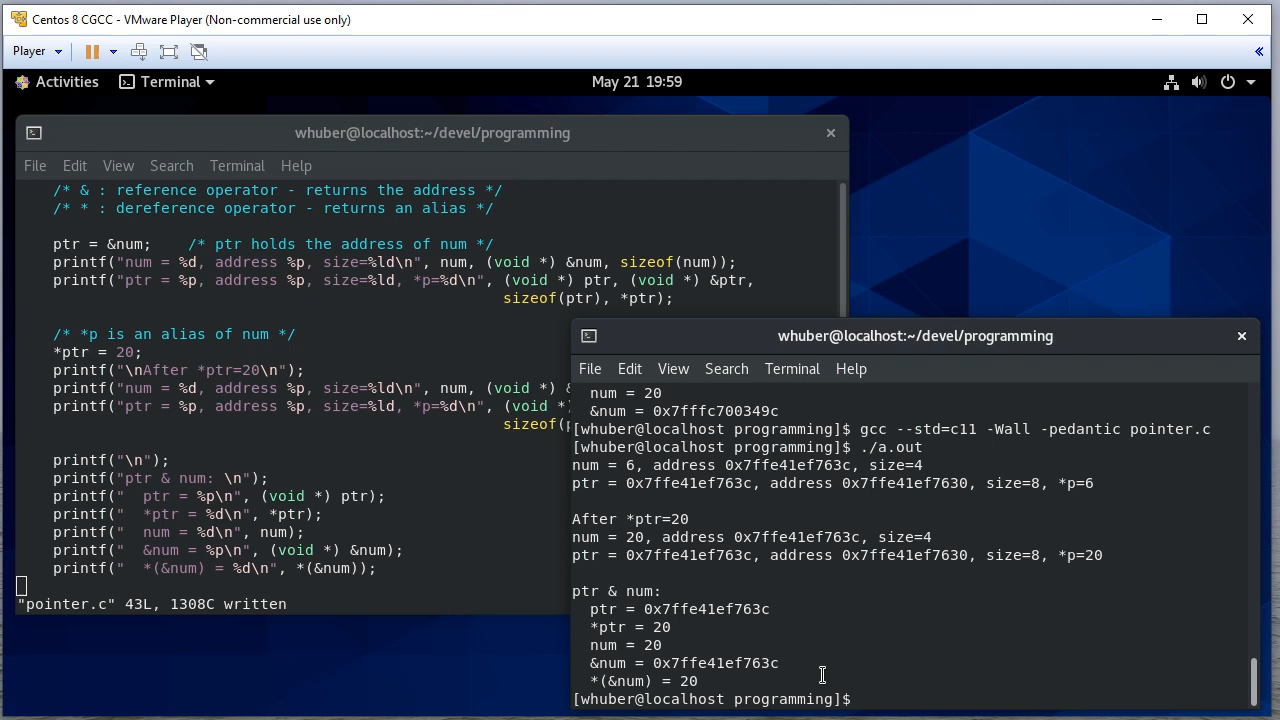 Centos 8 CGCC - VMware Player (Non-commercial use only)
Player
Activities Terminal May 21 19:59
whuber@localhost:~/devel/programming
File Edit View Search Terminal Help
/* & : reference operator - returns the address */
/* * : dereference operator - returns an alias */
ptr = &num; /* ptr holds the address of num */
printf("num = %d, address %p, size=%ld\n", num, (void *) &num, sizeof(num));
printf("ptr = %p, address %p, size=%ld, *p=%d\n", (void *) ptr, (void *) &ptr,
sizeof(ptr), *ptr);
/* *p is an alias of num */
*ptr = 20;
printf("\nAfter *ptr=20\n");
printf("num = %d, address %p, size=%ld\n", num, (void *) &
printf("ptr = %p, address %p, size=%ld, *p=%d\n", (void *)
sizeof(p
printf("\n");
printf("ptr & num: \n");
printf("  ptr = %p\n", (void *) ptr);
printf("  *ptr = %d\n", *ptr);
printf("  num = %d\n", num);
printf("  &num = %p\n", (void *) &num);
printf("  *(&num) = %d\n", *(&num));
"pointer.c" 43L, 1308C written
whuber@localhost:~/devel/programming
File Edit View Search Terminal Help
num = 20
&num = 0x7fffc700349c
[whuber@localhost programming]$ gcc --std=c11 -Wall -pedantic pointer.c
[whuber@localhost programming]$ ./a.out
num = 6, address 0x7ffe41ef763c, size=4
ptr = 0x7ffe41ef763c, address 0x7ffe41ef7630, size=8, *p=6
After *ptr=20
num = 20, address 0x7ffe41ef763c, size=4
ptr = 0x7ffe41ef763c, address 0x7ffe41ef7630, size=8, *p=20
ptr & num:
ptr = 0x7ffe41ef763c
*ptr = 20
num = 20
&num = 0x7ffe41ef763c
*(&num) = 20
[whuber@localhost programming]$